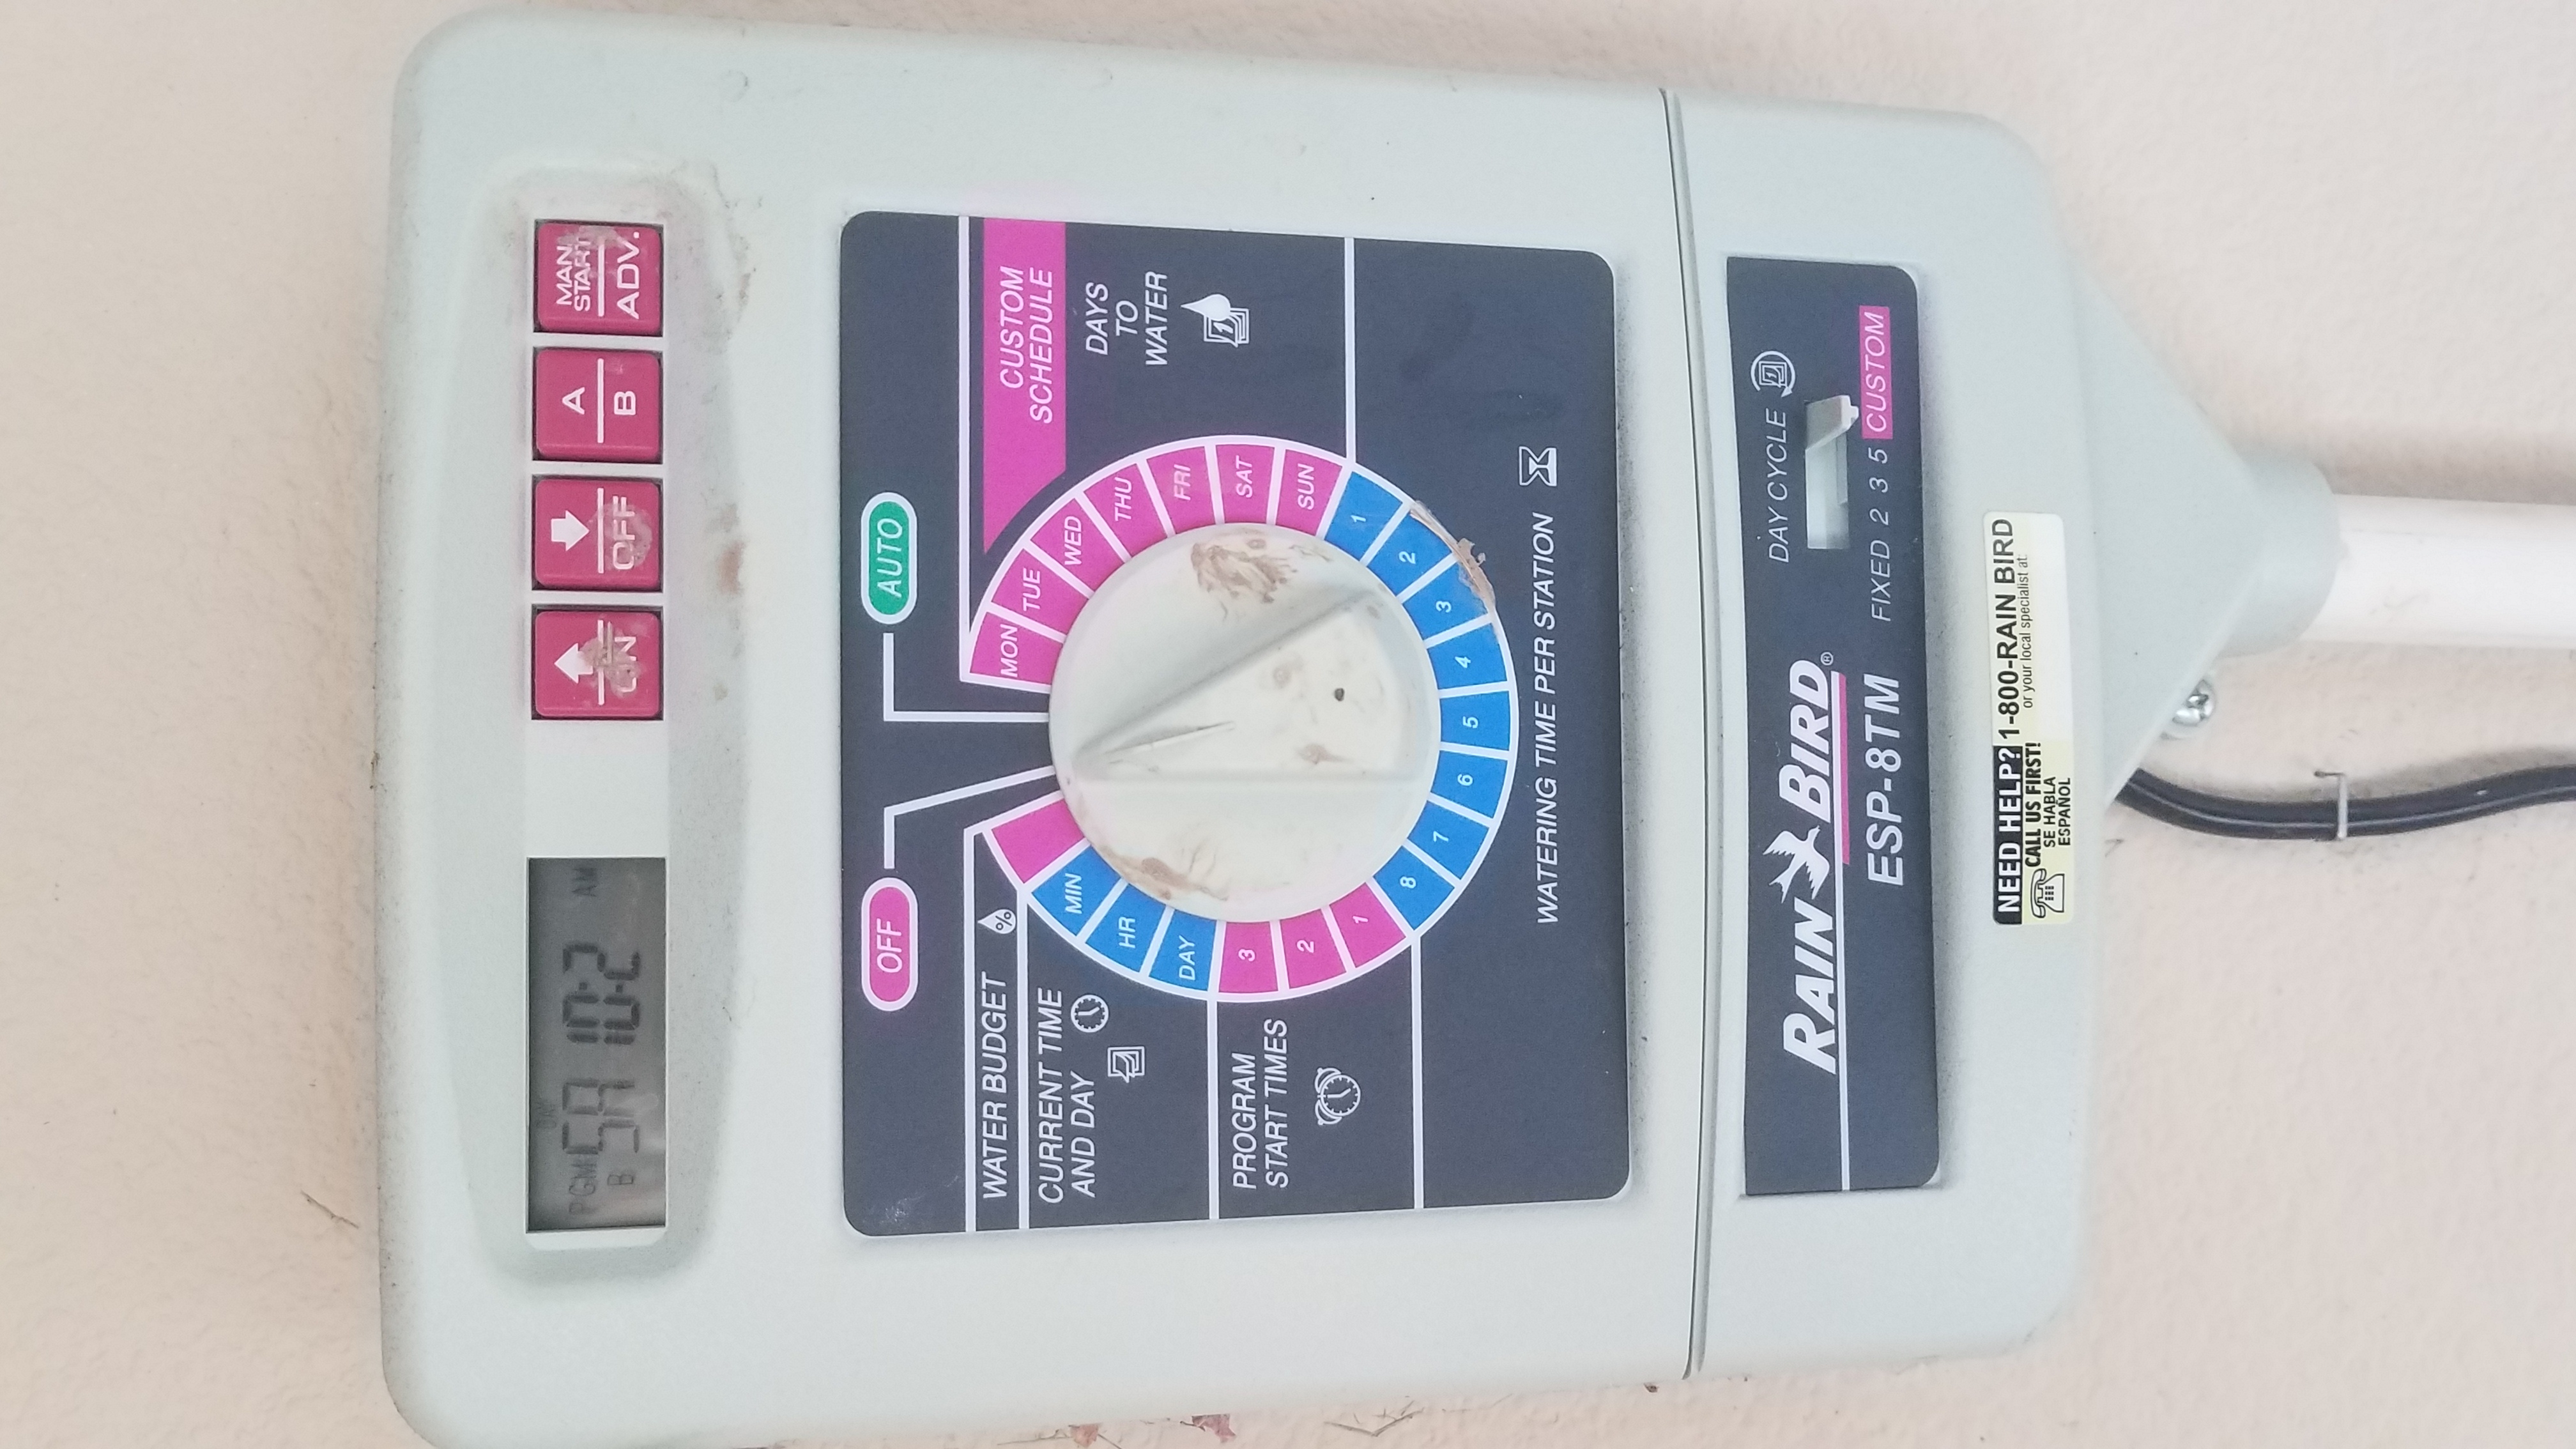 DAY
PGM SA 10:2 AM
B
ON
OFF
A
B
MAN.
START
ADV.
OFF
AUTO
WATER BUDGET %
CURRENT TIME
AND DAY
MIN
HR
DAY
PROGRAM
START TIMES
3
2
1
MON
TUE
WED
THU
FRI
SAT
SUN
CUSTOM
SCHEDULE
DAYS
TO
WATER
1
1
2
3
4
5
6
7
8
WATERING TIME PER STATION
RAIN BIRD®
ESP-8TM
DAY CYCLE 1
FIXED 2 3 5 CUSTOM
NEED HELP?
CALL US FIRST!
SE HABLA
ESPAÑOL
1-800-RAIN BIRD
or your local specialist at: